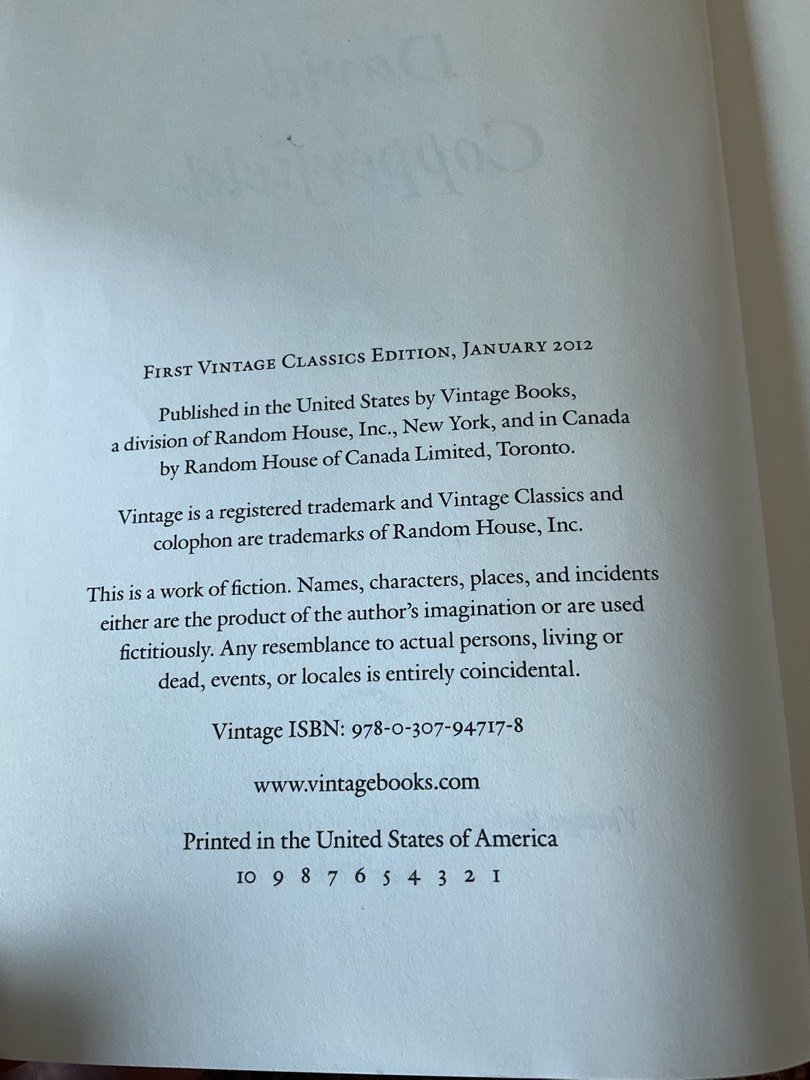 David
Copperfield
First Vintage Classics Edition, January 2012
Published in the United States by Vintage Books,
a division of Random House, Inc., New York, and in Canada
by Random House of Canada Limited, Toronto.
Vintage is a registered trademark and Vintage Classics and
colophon are trademarks of Random House, Inc.
This is a work of fiction. Names, characters, places, and incidents
either are the product of the author's imagination or are used
fictitiously. Any resemblance to actual persons, living or
dead, events, or locales is entirely coincidental.
Vintage ISBN: 978-0-307-94717-8
www.vintagebooks.com
Printed in the United States of America
10 9 8 7 6 5 4 3 2 1